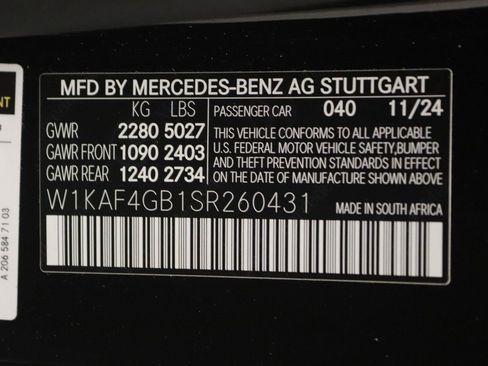 MFD BY MERCEDES-BENZ AG STUTTGART
KG LBS
PASSENGER CAR 040 11/24
GVWR 2280 5027
GAWR FRONT 1090 2403
GAWR REAR 1240 2734
THIS VEHICLE CONFORMS TO ALL APPLICABLE
U.S. FEDERAL MOTOR VEHICLE SAFETY,BUMPER
AND THEFT PREVENTION STANDARDS IN EFFECT
ON THE DATE OF MANUFACTURE SHOWN ABOVE
W1KAF4GB1SR260431 MADE IN SOUTH AFRICA
A 206 584 71 03